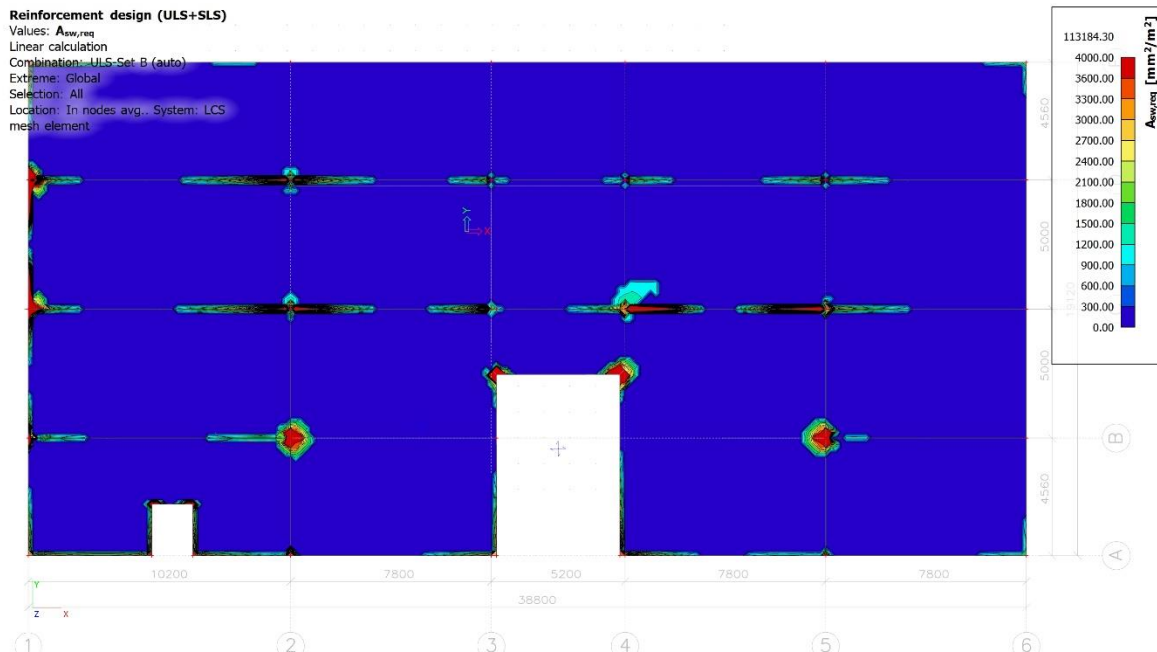 Reinforcement design (ULS+SLS)
Values: Asw,req
Linear calculation
Combination: ULS-Set B (auto)
Extreme: Global
Selection: All
Location: In nodes avg.. System: LCS
mesh element
113184.30
4000.00
3600.00
3300.00
3000.00
2700.00
2400.00
2100.00
1800.00
1500.00
1200.00
900.00
600.00
300.00
0.00
Asw,req [mm²/m²]
4560
5000
19120
5000
4560
B
A
Y
X
Y
Z X
10200 7800 5200 7800 7800
38800
1 2 3 4 5 6